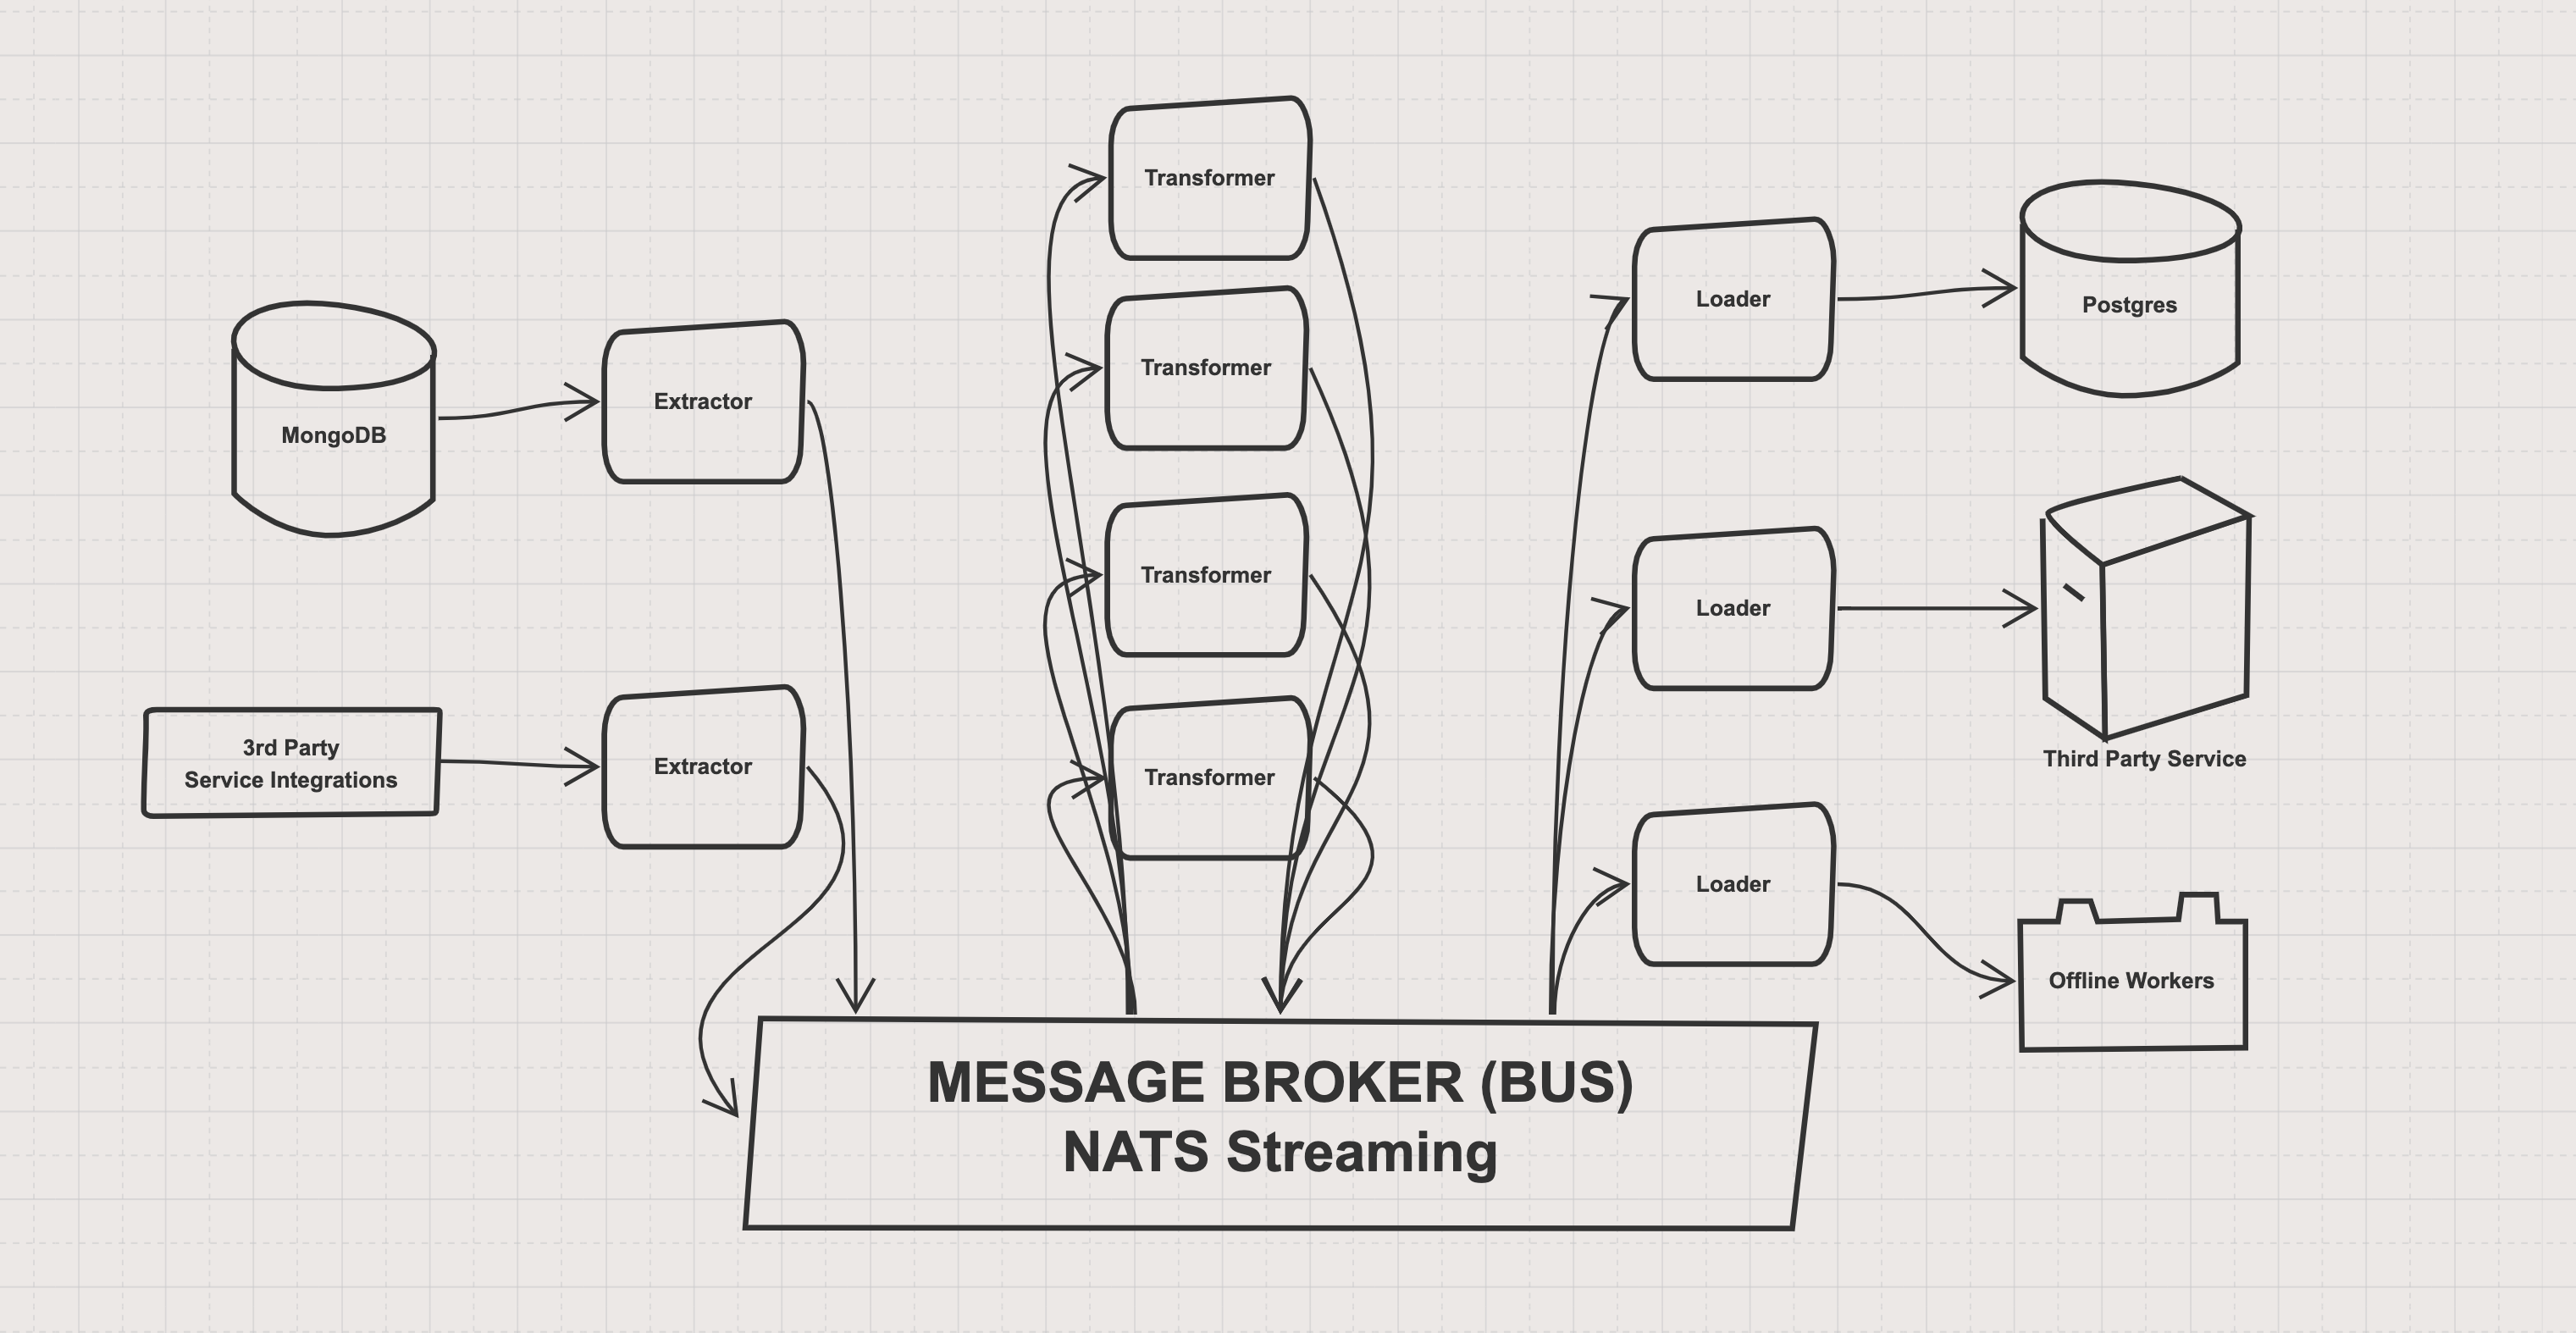 MongoDB
Extractor
3rd Party
Service Integrations
Extractor
Transformer
Transformer
Transformer
Transformer
Loader
Postgres
Loader
Third Party Service
Loader
Offline Workers
MESSAGE BROKER (BUS)
NATS Streaming